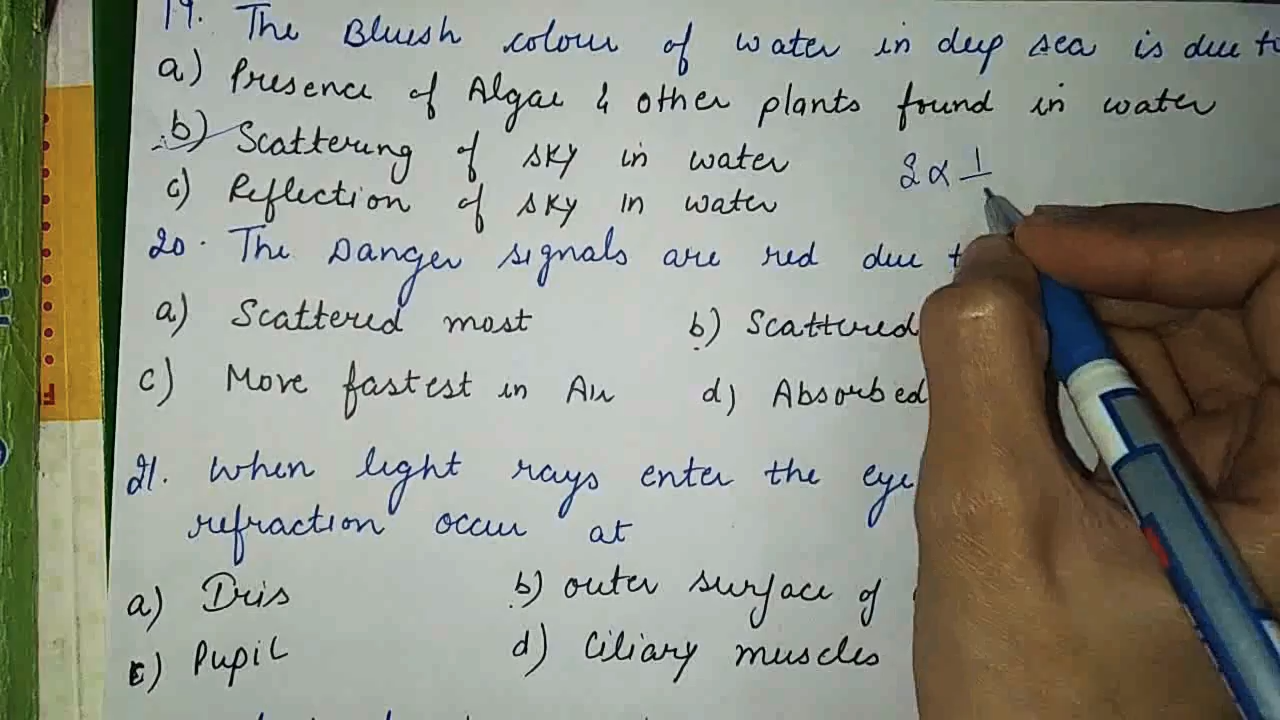 19. The Bluish colour of water in deep sea is due to
a) Presence of Algae & other plants found in water
b) Scattering of sky in water
c) Reflection of sky in water
2 ∝ 1
20. The Danger signals are red due t
a) Scattered most
b) Scattered
c) Move fastest in Air
d) Absorbed
21. When light rays enter the eye
refraction occur at
a) Iris
b) outer surface of
c) Pupil
d) Ciliary muscles